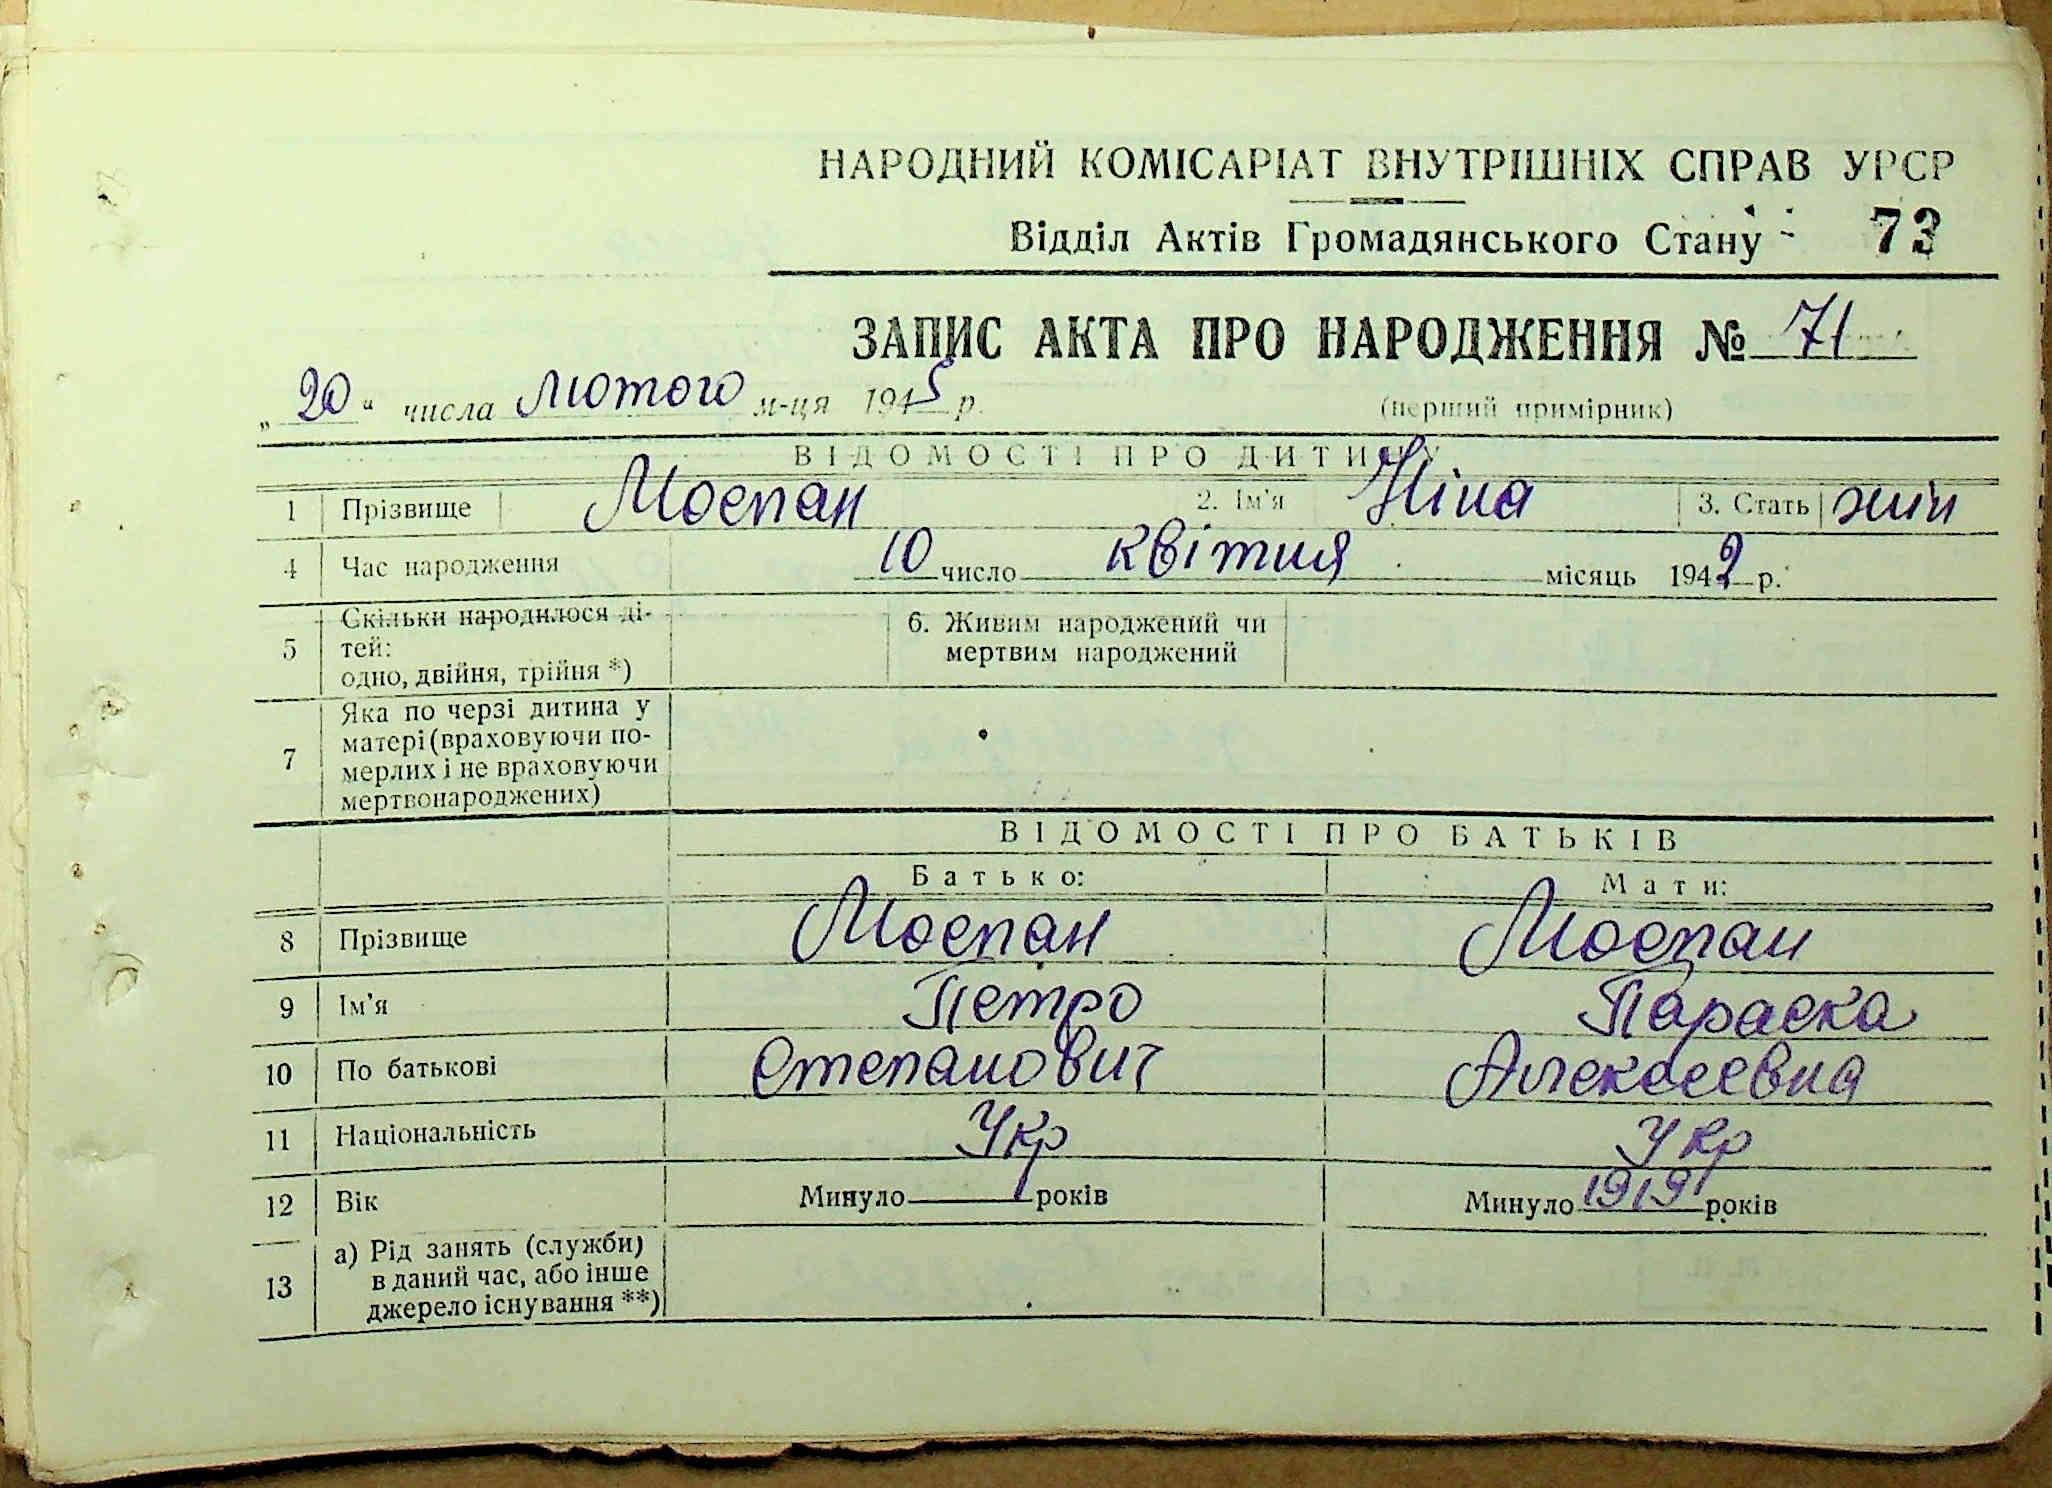 НАРОДНИЙ КОМІСАРІАТ ВНУТРІШНІХ СПРАВ УРСР
Відділ Актів Громадянського Стану 73
ЗАПИС АКТА ПРО НАРОДЖЕННЯ № 71
„20“ числа Лютого м-ця 1945 р. (перший примірник)
ВІДОМОСТІ ПРО ДИТИНУ
1 Прізвище Моспан 2. Ім'я Ніна 3. Стать жін
4 Час народження 10 число квітня місяць 1942 р.
5 Скільки народилося ді-
тей:
одно, двійня, трійня *)
6. Живим народжений чи
мертвим народжений
7 Яка по черзі дитина у
матері (враховуючи по-
мерлих і не враховуючи
мертвонароджених)
ВІДОМОСТІ ПРО БАТЬКІВ
Батько: Мати:
8 Прізвище Моспан Моспан
9 Ім'я Петро Параска
10 По батькові Степанович Алексеевна
11 Національність Укр Укр
12 Вік Минуло років Минуло 1919 років
13 а) Рід занять (служби)
в даний час, або інше
джерело існування **)